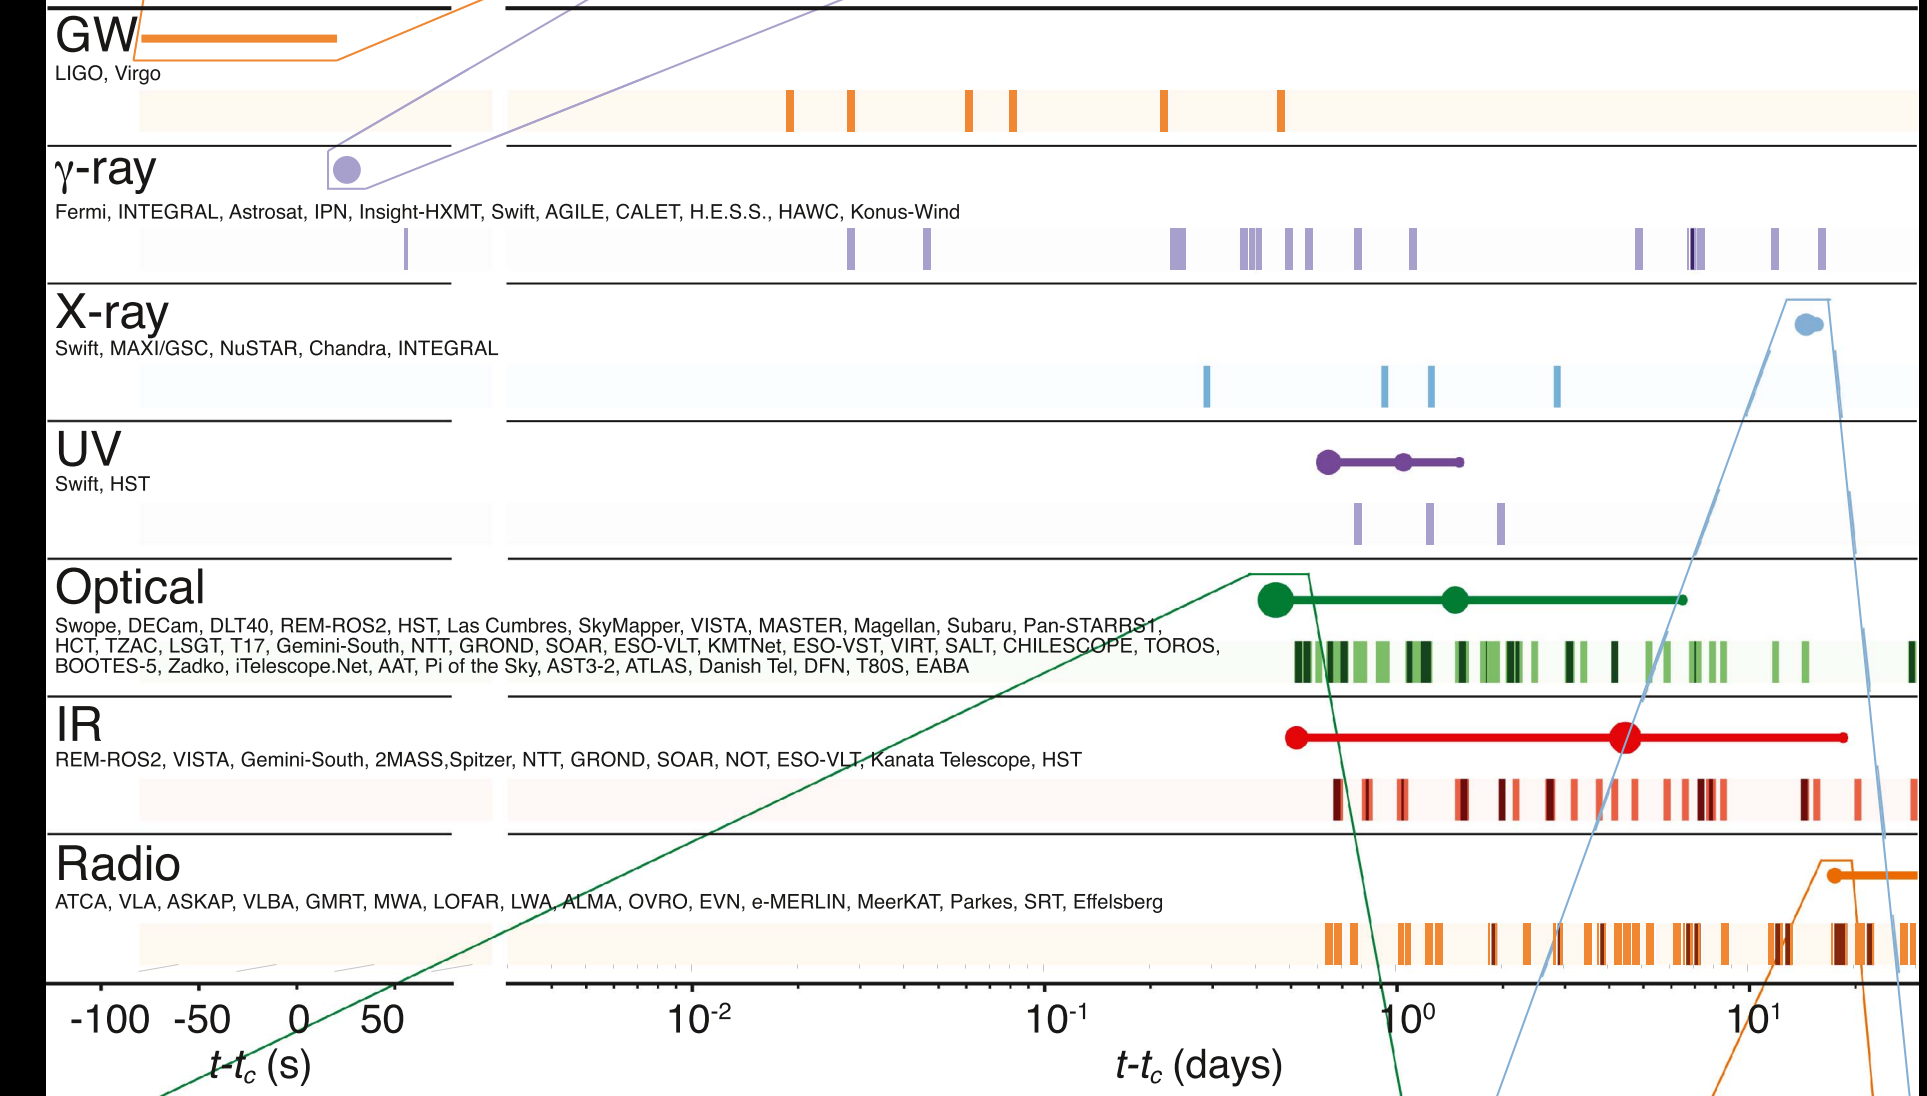 GW
LIGO, Virgo
γ-ray
Fermi, INTEGRAL, Astrosat, IPN, Insight-HXMT, Swift, AGILE, CALET, H.E.S.S., HAWC, Konus-Wind
X-ray
Swift, MAXI/GSC, NuSTAR, Chandra, INTEGRAL
UV
Swift, HST
Optical
Swope, DECam, DLT40, REM-ROS2, HST, Las Cumbres, SkyMapper, VISTA, MASTER, Magellan, Subaru, Pan-STARRS1,
HCT, TZAC, LSGT, T17, Gemini-South, NTT, GROND, SOAR, ESO-VLT, KMTNet, ESO-VST, VIRT, SALT, CHILESCOPE, TOROS,
BOOTES-5, Zadko, iTelescope.Net, AAT, Pi of the Sky, AST3-2, ATLAS, Danish Tel, DFN, T80S, EABA
IR
REM-ROS2, VISTA, Gemini-South, 2MASS,Spitzer, NTT, GROND, SOAR, NOT, ESO-VLT, Kanata Telescope, HST
Radio
ATCA, VLA, ASKAP, VLBA, GMRT, MWA, LOFAR, LWA, ALMA, OVRO, EVN, e-MERLIN, MeerKAT, Parkes, SRT, Effelsberg
-100 -50 0 50 10⁻² 10⁻¹ 10⁰ 10¹
t-tc (s) t-tc (days)